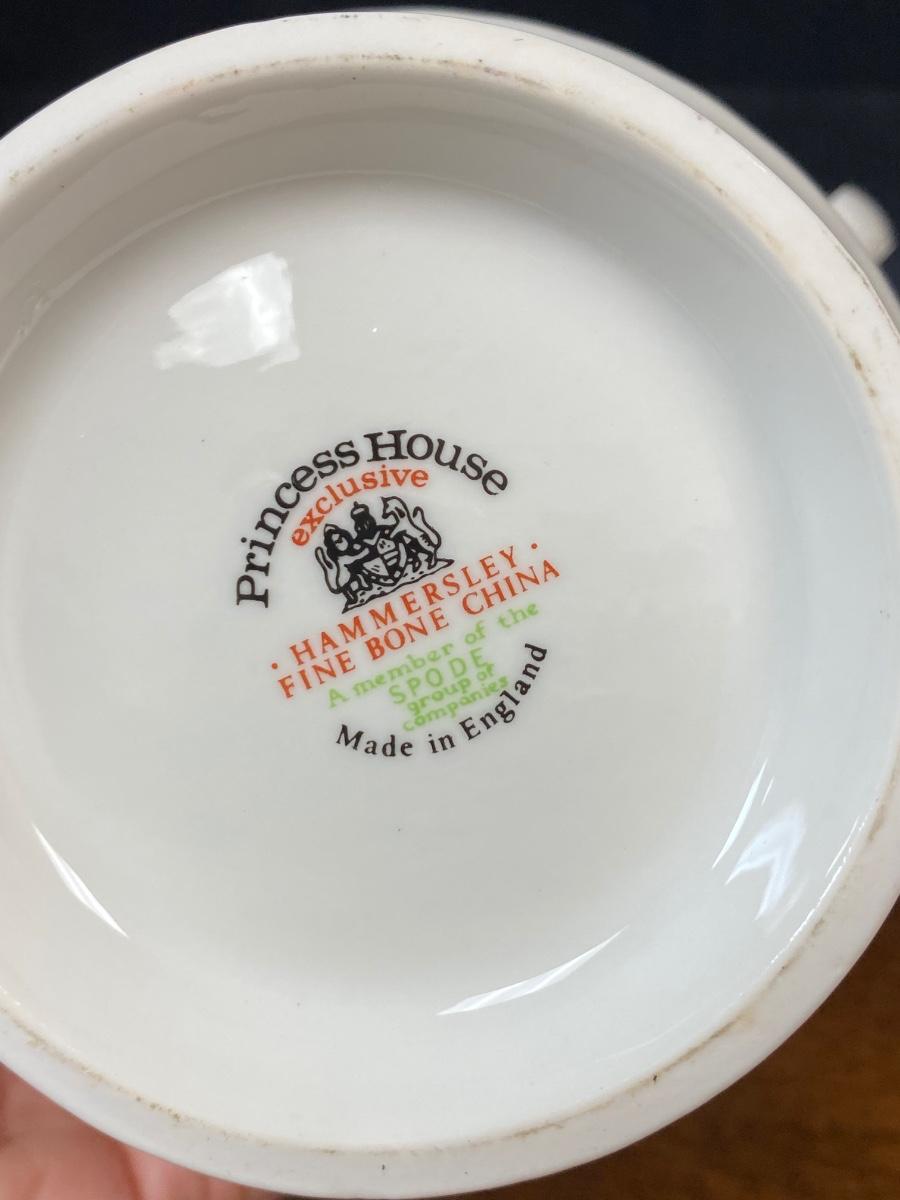 Princess House
exclusive
· HAMMERSLEY ·
FINE BONE CHINA
A member of the
SPODE
group of
companies
Made in England